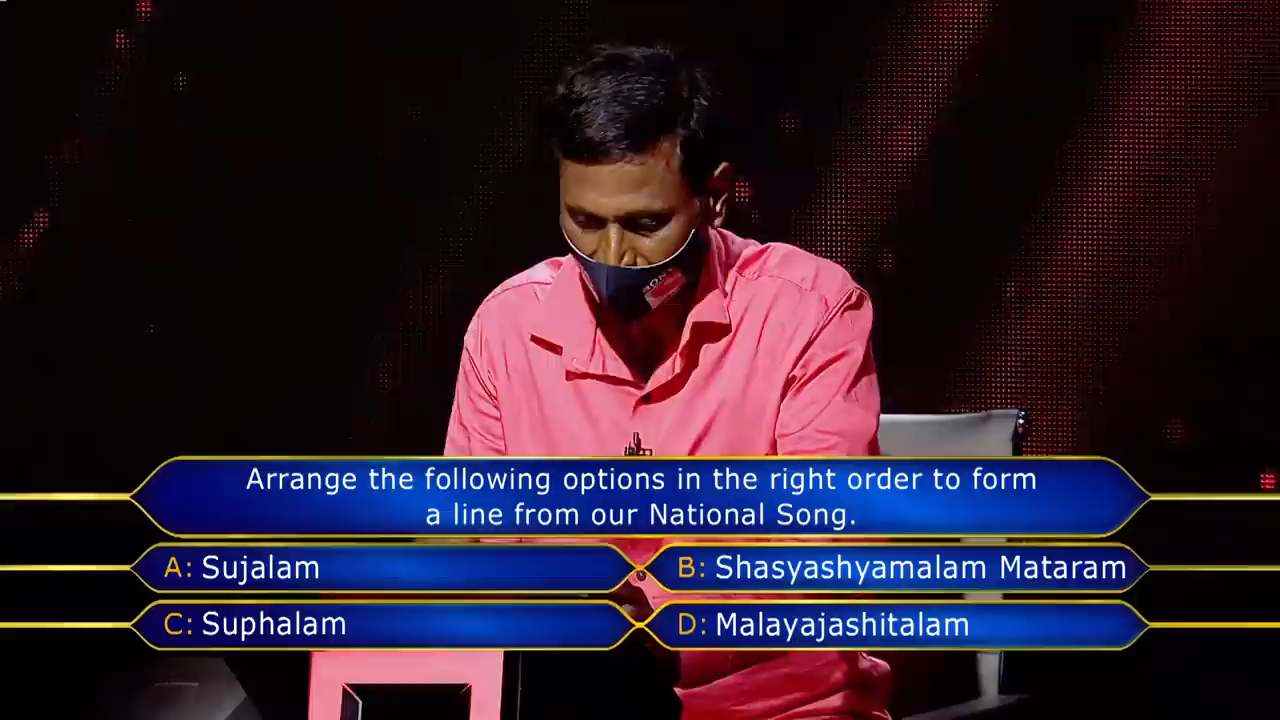 Arrange the following options in the right order to form
a line from our National Song.
A: Sujalam
B: Shasyashyamalam Mataram
C: Suphalam
D: Malayajashitalam